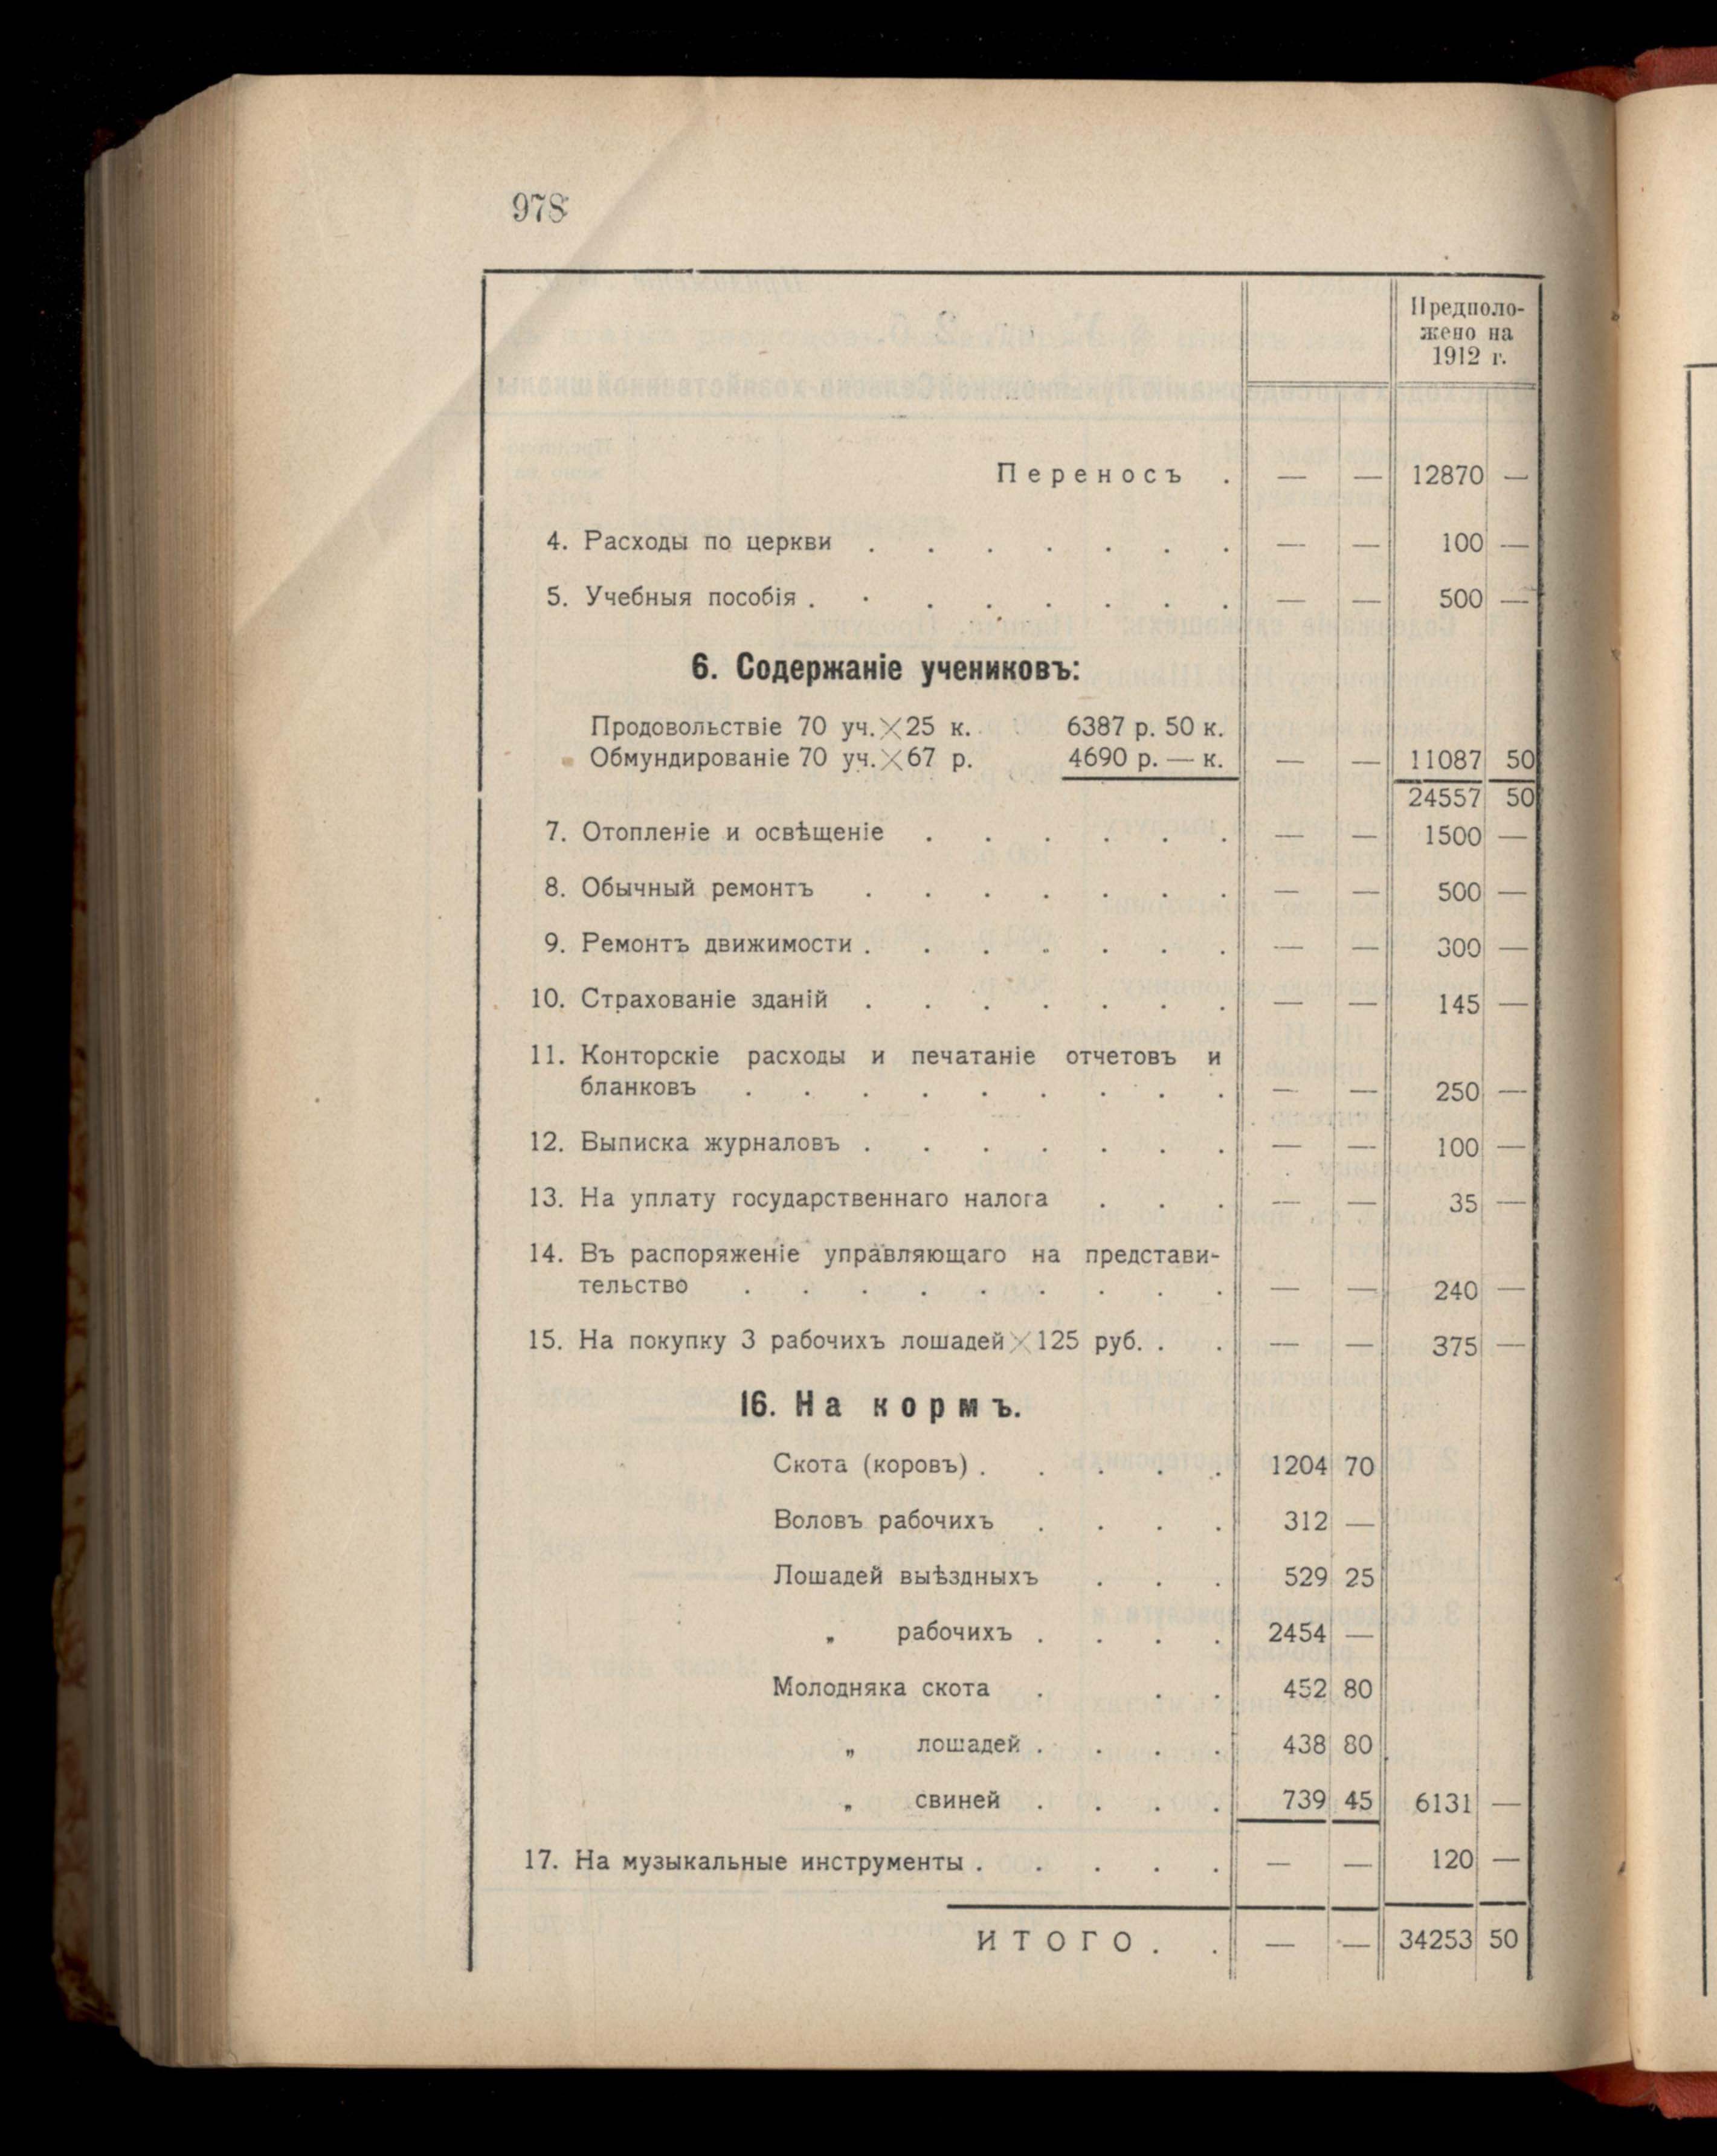 978
Предполо-
жено на
1912 г.
Переносъ . — — 12870 —
4. Расходы по церкви . . . . . . . — — 100 —
5. Учебныя пособія . . . . . . . . — — 500 —
6. Содержаніе учениковъ:
Продовольствіе 70 уч.×25 к. 6387 р. 50 к.
Обмундированіе 70 уч.×67 р. 4690 р. — к. — — 11087 50
24557 50
7. Отопленіе и освѣщеніе . . . . . . — — 1500 —
8. Обычный ремонтъ . . . . . . . — — 500 —
9. Ремонтъ движимости . . . . . . . — — 300 —
10. Страхованіе зданій . . . . . . . — — 145 —
11. Конторскіе расходы и печатаніе отчетовъ и
бланковъ . . . . . . . . . — — 250 —
12. Выписка журналовъ . . . . . . . — — 100 —
13. На уплату государственнаго налога . . . — — 35 —
14. Въ распоряженіе управляющаго на представи-
тельство . . . . . . . . . — — 240 —
15. На покупку 3 рабочихъ лошадей×125 руб. . . — — 375 —
16. На кормъ.
Скота (коровъ) . . . . . 1204 70
Воловъ рабочихъ . . . . 312 —
Лошадей выѣздныхъ . . . 529 25
„ рабочихъ . . . . 2454 —
Молодняка скота . . . 452 80
„ лошадей . . . . 438 80
„ свиней . . . . 739 45 6131 —
17. На музыкальные инструменты . . . . . — — 120 —
ИТОГО . . — — 34253 50